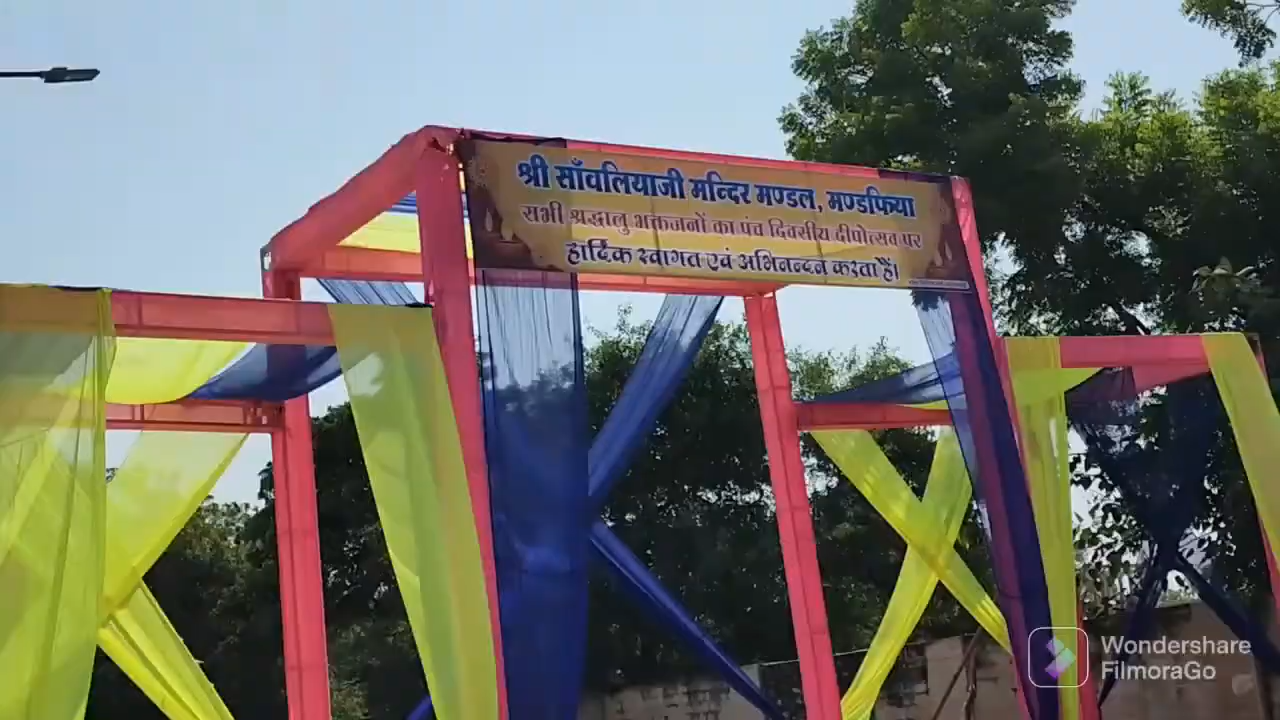 श्री साँवलियाजी मन्दिर मण्डल, मण्डफिया
सभी श्रद्धालु भक्तजनों का पंच दिवसीय दीपोत्सव पर
हार्दिक स्वागत एवं अभिनन्दन करता हैं।
Wondershare
FilmoraGo